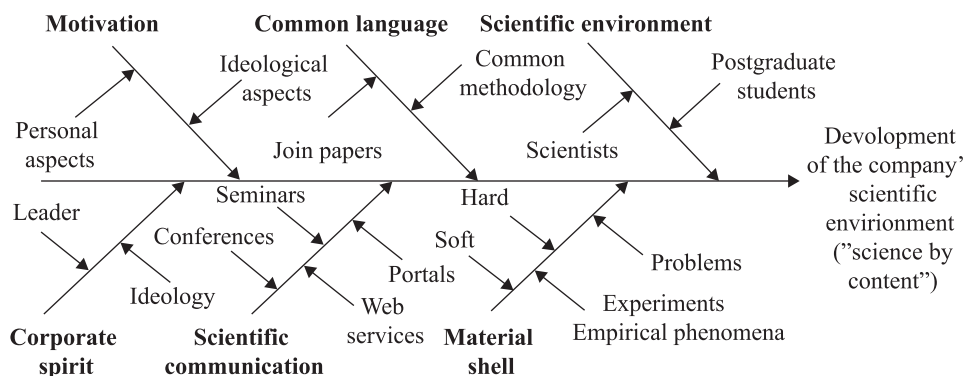 Motivation
Common language
Scientific environment
Ideological
aspects
Common
methodology
Postgraduate
students
Personal
aspects
Join papers
Scientists
Devolopment
of the company'
scientific
envirionment
(”science by
content”)
Seminars
Hard
Leader
Conferences
Soft
Portals
Problems
Ideology
Web
services
Experiments
Empirical phenomena
Corporate
spirit
Scientific
communication
Material
shell